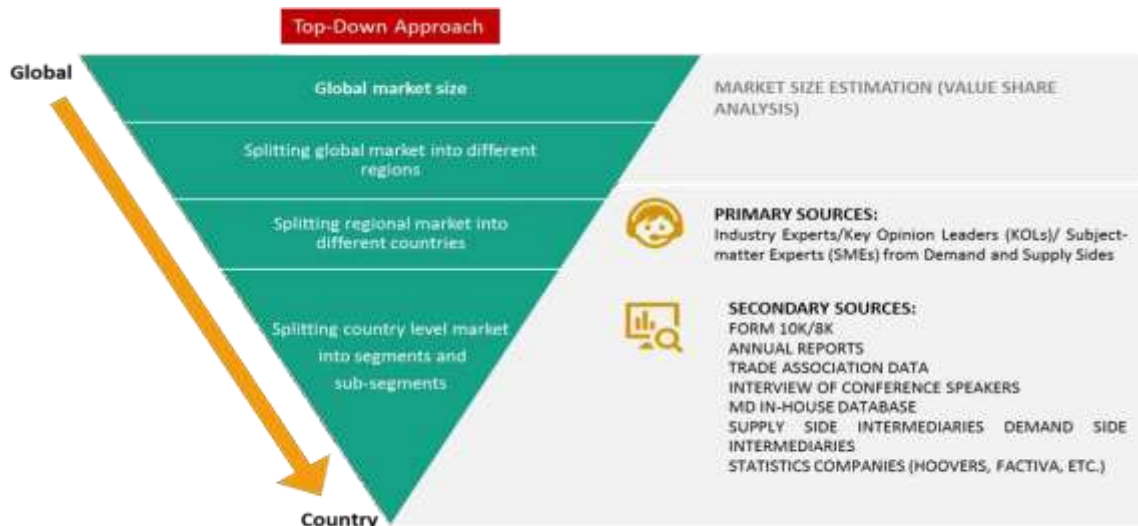 Top-Down Approach
Global
Global market size
Splitting global market into different
regions
Splitting regional market into
different countries
Splitting country level market
into segments and
sub-segments
Country
MARKET SIZE ESTIMATION (VALUE SHARE
ANALYSIS)
PRIMARY SOURCES:
Industry Experts/Key Opinion Leaders (KOLs)/ Subject-
matter Experts (SMEs) from Demand and Supply Sides
SECONDARY SOURCES:
FORM 10K/8K
ANNUAL REPORTS
TRADE ASSOCIATION DATA
INTERVIEW OF CONFERENCE SPEAKERS
MD IN-HOUSE DATABASE
SUPPLY SIDE INTERMEDIARIES DEMAND SIDE
INTERMEDIARIES
STATISTICS COMPANIES (HOOVERS, FACTIVA, ETC.)